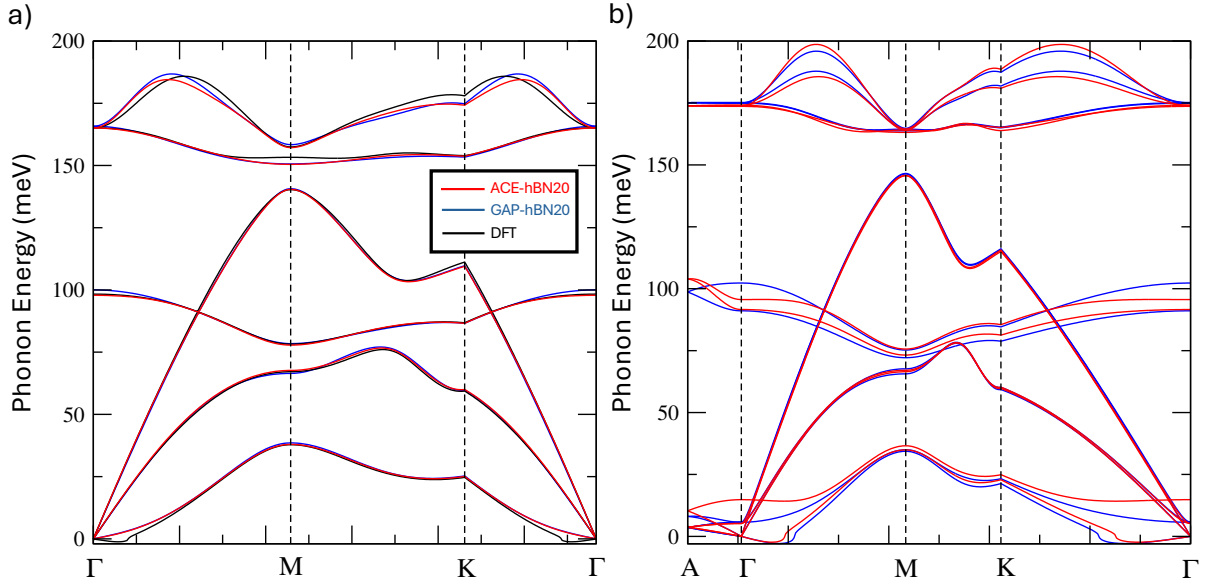 a)
200
150
100
50
0
Phonon Energy (meV)
ACE-hBN20
GAP-hBN20
DFT
Γ
M
K
Γ
b)
200
150
100
50
0
Phonon Energy (meV)
A
Γ
M
K
Γ